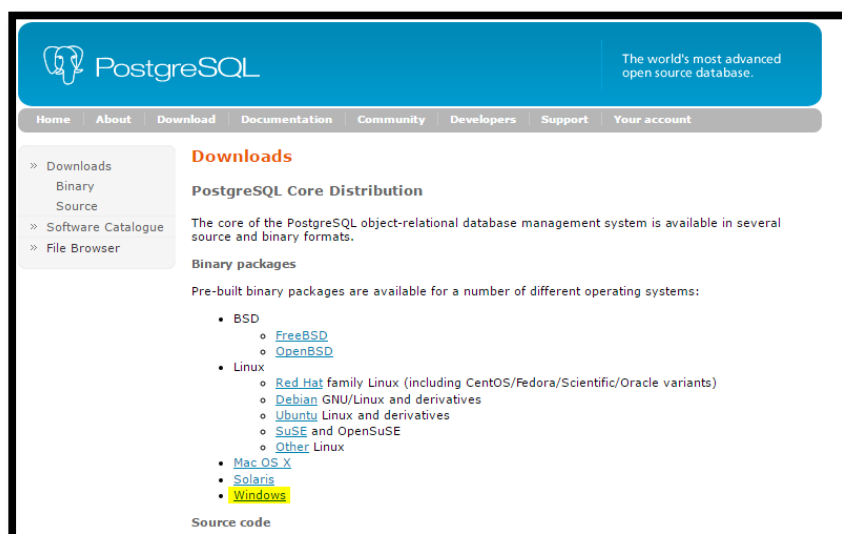 PostgreSQL
The world's most advanced
open source database.
Home About Download Documentation Community Developers Support Your account
» Downloads
Binary
Source
» Software Catalogue
» File Browser
Downloads
PostgreSQL Core Distribution
The core of the PostgreSQL object-relational database management system is available in several
source and binary formats.
Binary packages
Pre-built binary packages are available for a number of different operating systems:
• BSD
o FreeBSD
o OpenBSD
• Linux
o Red Hat family Linux (including CentOS/Fedora/Scientific/Oracle variants)
o Debian GNU/Linux and derivatives
o Ubuntu Linux and derivatives
o SuSE and OpenSuSE
o Other Linux
• Mac OS X
• Solaris
• Windows
Source code